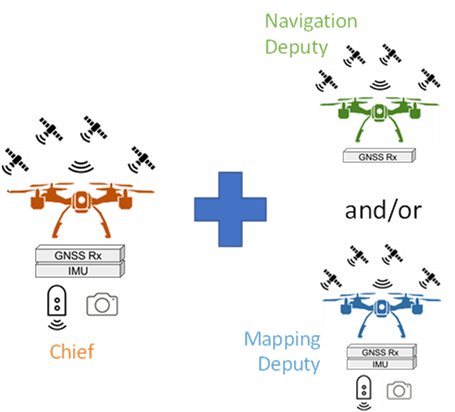 Navigation
Deputy
GNSS Rx
and/or
GNSS Rx
IMU
Chief
Mapping
Deputy
GNSS Rx
IMU